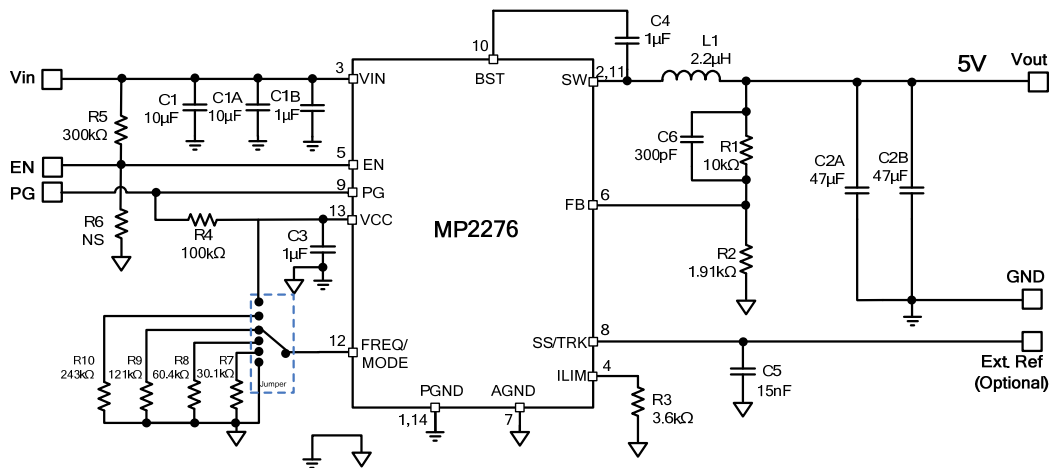 C4
1µF
10
BST
L1
2.2µH
5V
Vout
Vin
3
VIN
SW
2,11
C1
10µF
C1A
10µF
C1B
1µF
R5
300kΩ
C6
300pF
R1
10kΩ
C2A
47µF
C2B
47µF
EN
5
EN
PG
9
PG
6
FB
13
VCC
MP2276
R6
NS
R4
100kΩ
C3
1µF
R2
1.91kΩ
GND
12
FREQ/
MODE
SS/TRK
8
Ext. Ref
(Optional)
R10
243kΩ
R9
121kΩ
R8
60.4kΩ
R7
30.1kΩ
Jumper
ILIM
4
C5
15nF
R3
3.6kΩ
PGND
AGND
1,14
7